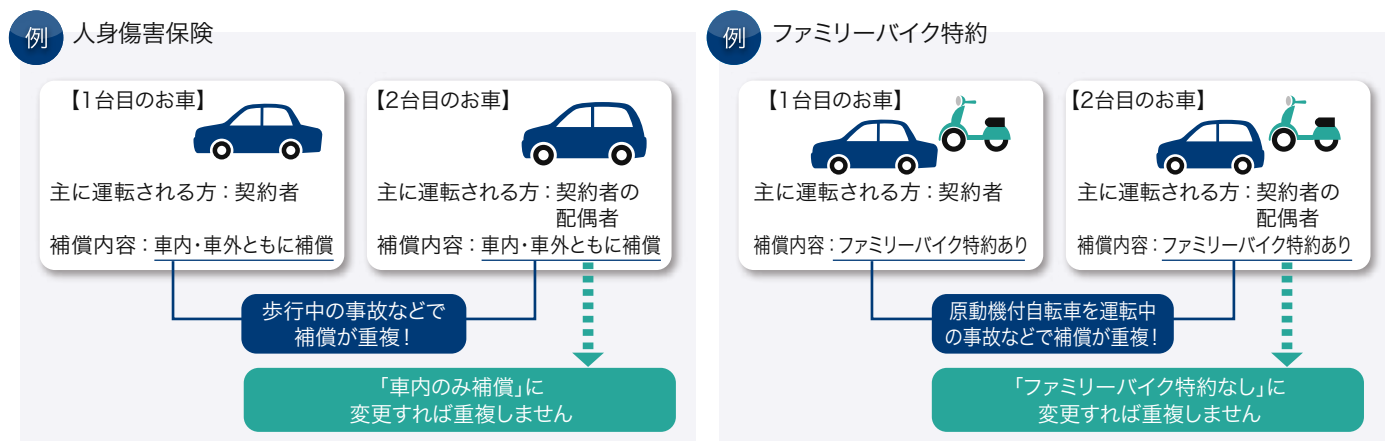 例 人身傷害保険
【1台目のお車】
主に運転される方：契約者
補償内容：車内・車外ともに補償
【2台目のお車】
主に運転される方：契約者の
配偶者
補償内容：車内・車外ともに補償
歩行中の事故などで
補償が重複！
「車内のみ補償」に
変更すれば重複しません
例 ファミリーバイク特約
【1台目のお車】
主に運転される方：契約者
補償内容：ファミリーバイク特約あり
【2台目のお車】
主に運転される方：契約者の
配偶者
補償内容：ファミリーバイク特約あり
原動機付自転車を運転中
の事故などで補償が重複！
「ファミリーバイク特約なし」に
変更すれば重複しません